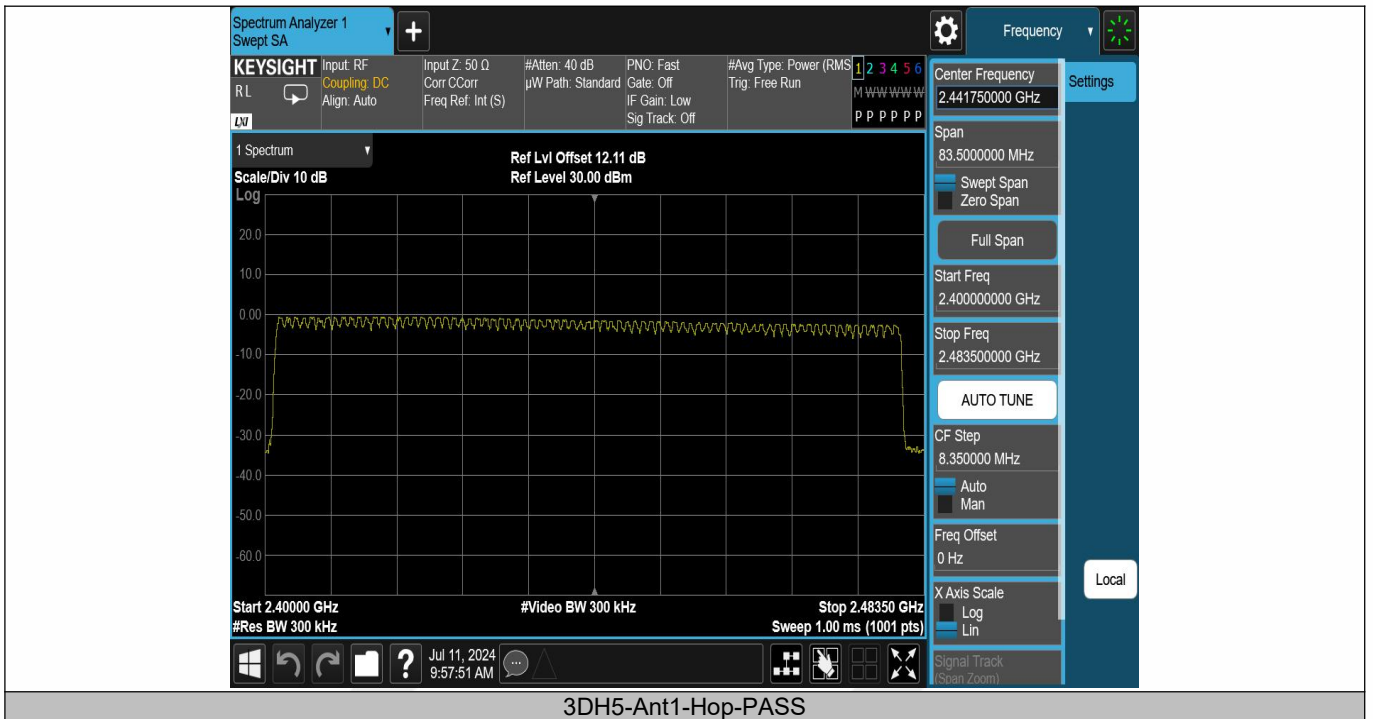 Spectrum Analyzer 1
Swept SA
Frequency
KEYSIGHT
RL
LXI
Input: RF
Coupling: DC
Align: Auto
Input Z: 50 Ω
Corr CCorr
Freq Ref: Int (S)
#Atten: 40 dB
µW Path: Standard
PNO: Fast
Gate: Off
IF Gain: Low
Sig Track: Off
#Avg Type: Power (RMS
Trig: Free Run
1 2 3 4 5 6
M W W W W W
P P P P P P
1 Spectrum
Scale/Div 10 dB
Ref Lvl Offset 12.11 dB
Ref Level 30.00 dBm
Log
20.0
10.0
0.00
-10.0
-20.0
-30.0
-40.0
-50.0
-60.0
Start 2.40000 GHz
#Res BW 300 kHz
#Video BW 300 kHz
Stop 2.48350 GHz
Sweep 1.00 ms (1001 pts)
Jul 11, 2024
9:57:51 AM
Center Frequency
2.441750000 GHz
Settings
Span
83.5000000 MHz
Swept Span
Zero Span
Full Span
Start Freq
2.400000000 GHz
Stop Freq
2.483500000 GHz
AUTO TUNE
CF Step
8.350000 MHz
Auto
Man
Freq Offset
0 Hz
X Axis Scale
Log
Lin
Local
Signal Track
(Span Zoom)
3DH5-Ant1-Hop-PASS